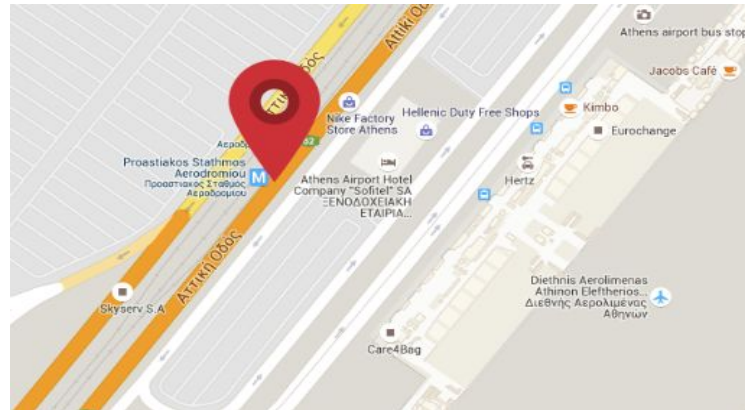 Athens airport bus stop
Jacobs Café
Αττικί Οδός
Kimbo
Nike Factory
Store Athens
Hellenic Duty Free Shops
Eurochange
62
Proastiakos Stathmos
Aerodromiou
Προαστιακός Σταθμός
Αεροδρομίου
M
Athens Airport Hotel
Company "Sofitel" SA
ΞΕΝΟΔΟΧΕΙΑΚΗ
ΕΤΑΙΡΙΑ...
Hertz
Αττική Οδός
Skyserv S.A
Diethnis Aerolimenas
Athinon Eleftherios...
Διεθνής Αερολιμένας
Αθηνών
Care4Bag